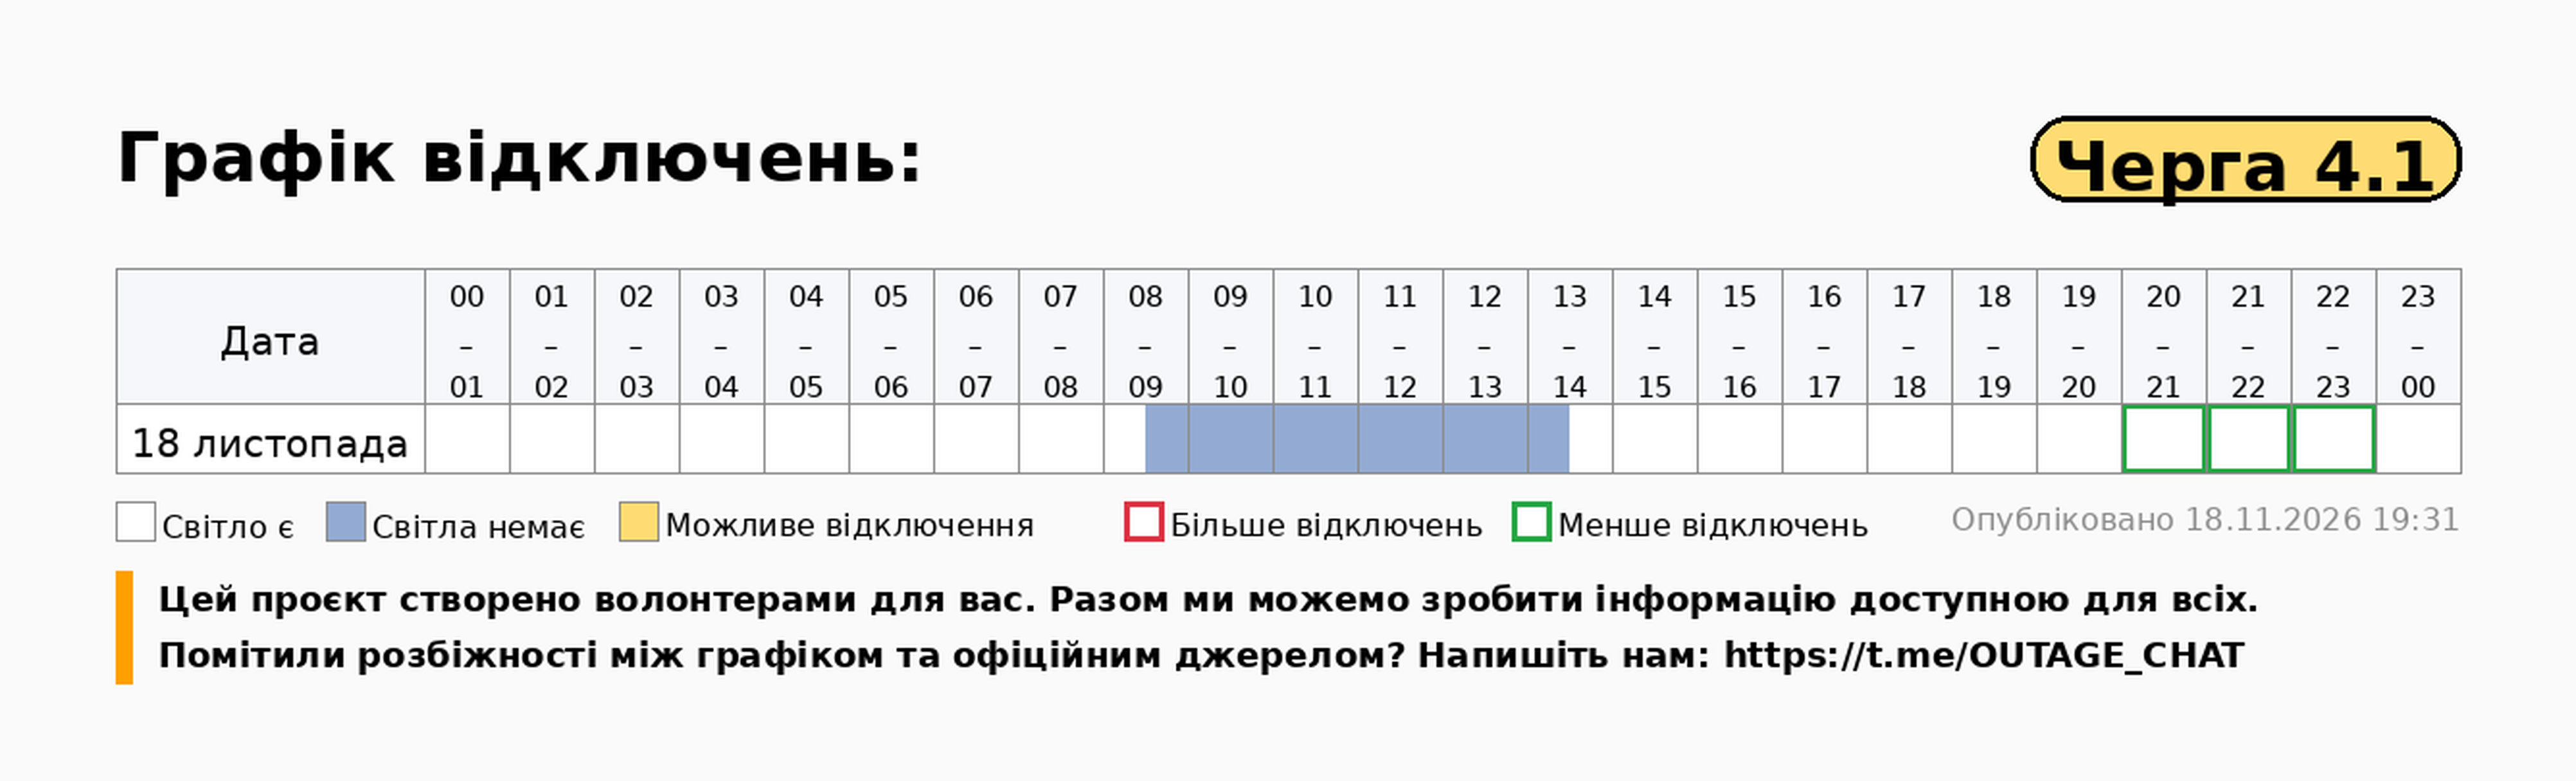 Графік відключень:
Черга 4.1
Дата 00 – 01 01 – 02 02 – 03 03 – 04 04 – 05 05 – 06 06 – 07 07 – 08 08 – 09 09 – 10 10 – 11 11 – 12 12 – 13 13 – 14 14 – 15 15 – 16 16 – 17 17 – 18 18 – 19 19 – 20 20 – 21 21 – 22 22 – 23 23 – 00
18 листопада
Світло є Світла немає Можливе відключення Більше відключень Менше відключень Опубліковано 18.11.2026 19:31
Цей проєкт створено волонтерами для вас. Разом ми можемо зробити інформацію доступною для всіх.
Помітили розбіжності між графіком та офіційним джерелом? Напишіть нам: https://t.me/OUTAGE_CHAT